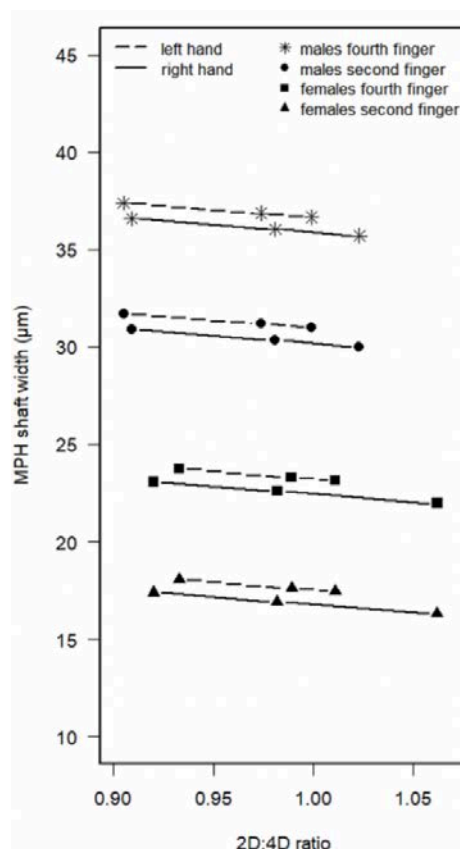 45
40
35
30
25
20
15
10
MPH shaft width (µm)
left hand
right hand
males fourth finger
males second finger
females fourth finger
females second finger
0.90 0.95 1.00 1.05
2D:4D ratio